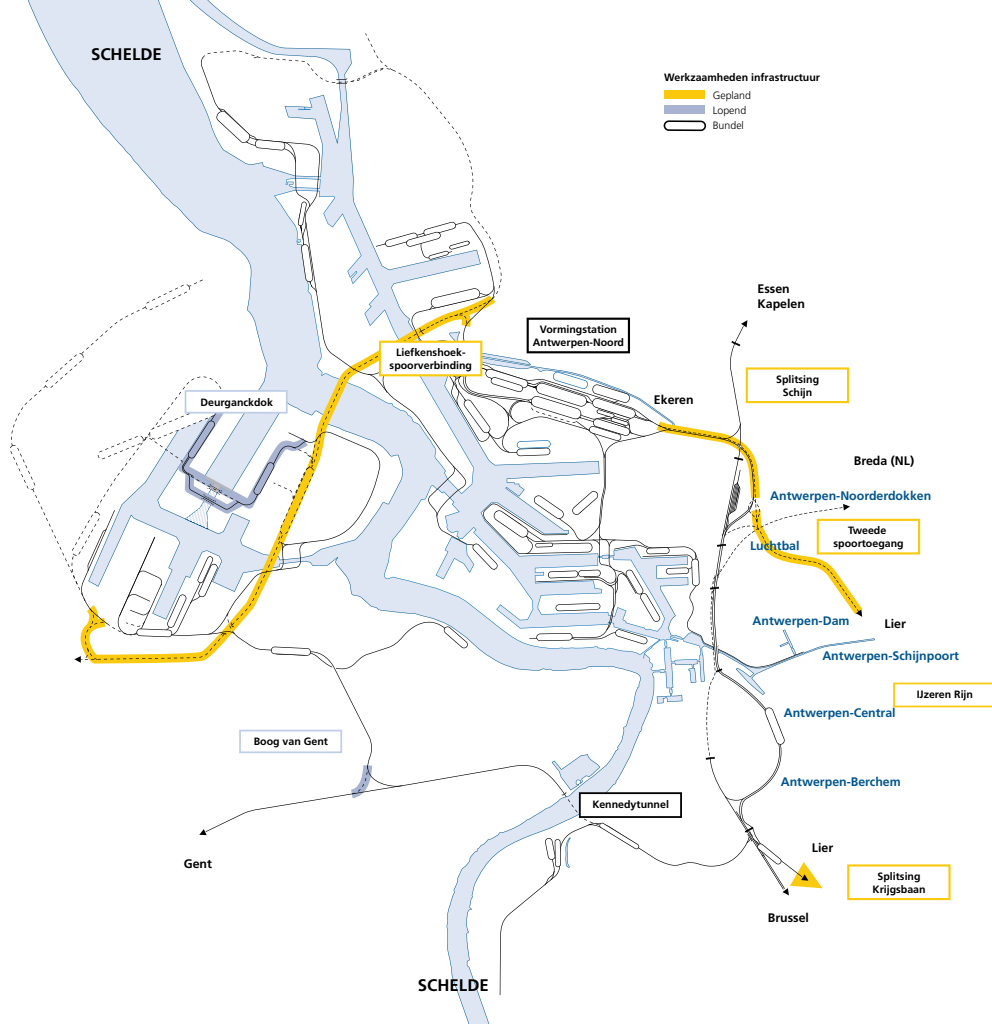 SCHELDE
Werkzaamheden infrastructuur
Gepland
Lopend
Bundel
Essen
Kapelen
Vormingstation
Antwerpen-Noord
Liefkenshoek-
spoorverbinding
Splitsing
Schijn
Deurganckdok
Ekeren
Breda (NL)
Antwerpen-Noorderdokken
Tweede
spoortoegang
Luchtbal
Antwerpen-Dam
Lier
Antwerpen-Schijnpoort
IJzeren Rijn
Antwerpen-Central
Boog van Gent
Antwerpen-Berchem
Kennedytunnel
Gent
Lier
Splitsing
Krijgsbaan
Brussel
SCHELDE